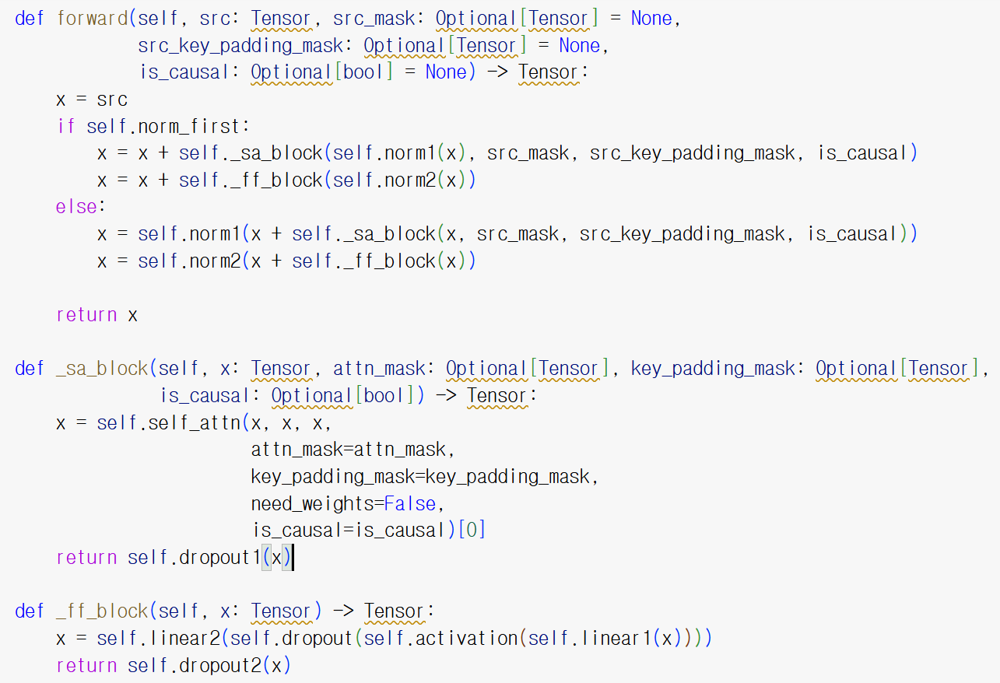 def forward(self, src: Tensor, src_mask: Optional[Tensor] = None,
            src_key_padding_mask: Optional[Tensor] = None,
            is_causal: Optional[bool] = None) -> Tensor:
    x = src
    if self.norm_first:
        x = x + self._sa_block(self.norm1(x), src_mask, src_key_padding_mask, is_causal)
        x = x + self._ff_block(self.norm2(x))
    else:
        x = self.norm1(x + self._sa_block(x, src_mask, src_key_padding_mask, is_causal))
        x = self.norm2(x + self._ff_block(x))
    return x
def _sa_block(self, x: Tensor, attn_mask: Optional[Tensor], key_padding_mask: Optional[Tensor],
              is_causal: Optional[bool]) -> Tensor:
    x = self.self_attn(x, x, x,
                       attn_mask=attn_mask,
                       key_padding_mask=key_padding_mask,
                       need_weights=False,
                       is_causal=is_causal)[0]
    return self.dropout1(x)
def _ff_block(self, x: Tensor) -> Tensor:
    x = self.linear2(self.dropout(self.activation(self.linear1(x))))
    return self.dropout2(x)